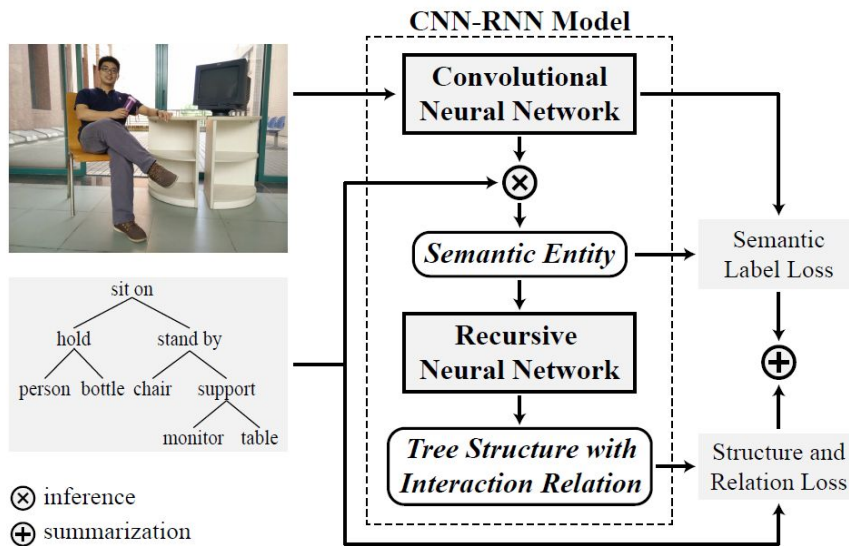 CNN-RNN Model
Convolutional
Neural Network
Semantic Entity
Semantic
Label Loss
sit on
hold stand by
person bottle chair support
monitor table
Recursive
Neural Network
Tree Structure with
Interaction Relation
Structure and
Relation Loss
inference
summarization